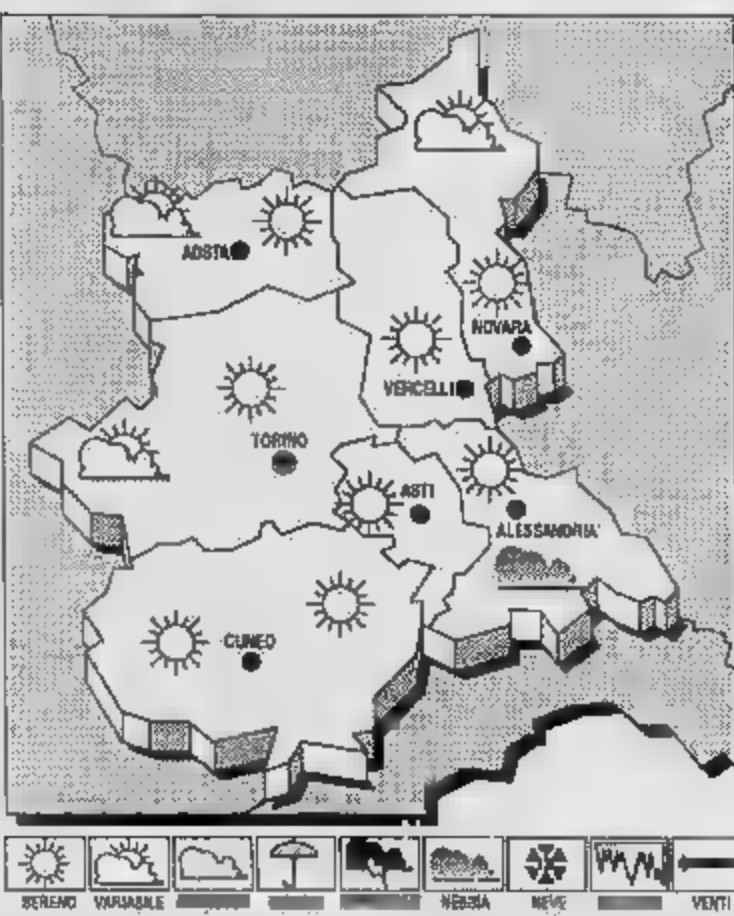 AOSTA
NOVARA
VERCELLI
TORINO
ASTI
ALESSANDRIA
CUNEO
SERENO VARIABILE NEBBIA NEVE VENTI